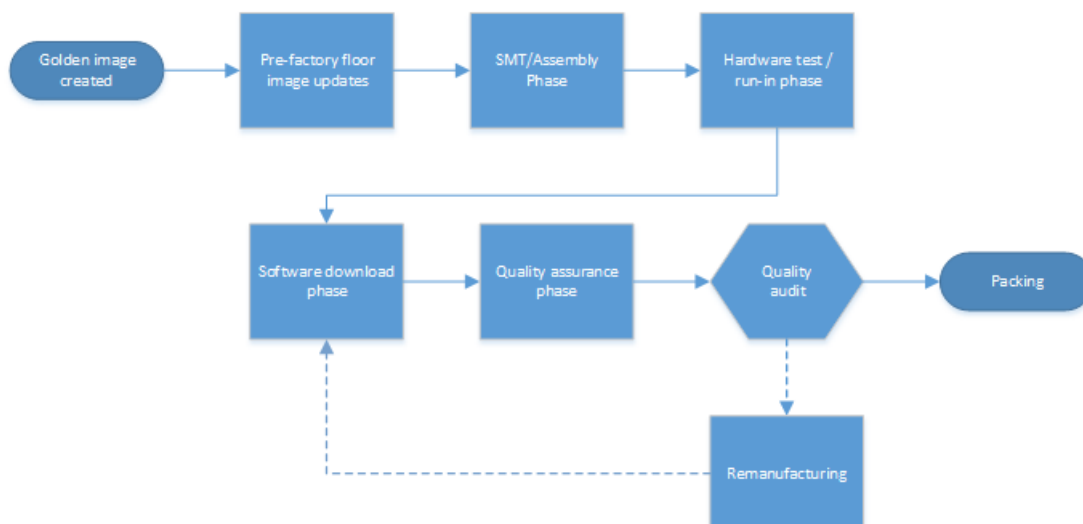 Golden image
created
Pre-factory floor
image updates
SMT/Assembly
Phase
Hardware test /
run-in phase
Software download
phase
Quality assurance
phase
Quality
audit
Packing
Remanufacturing